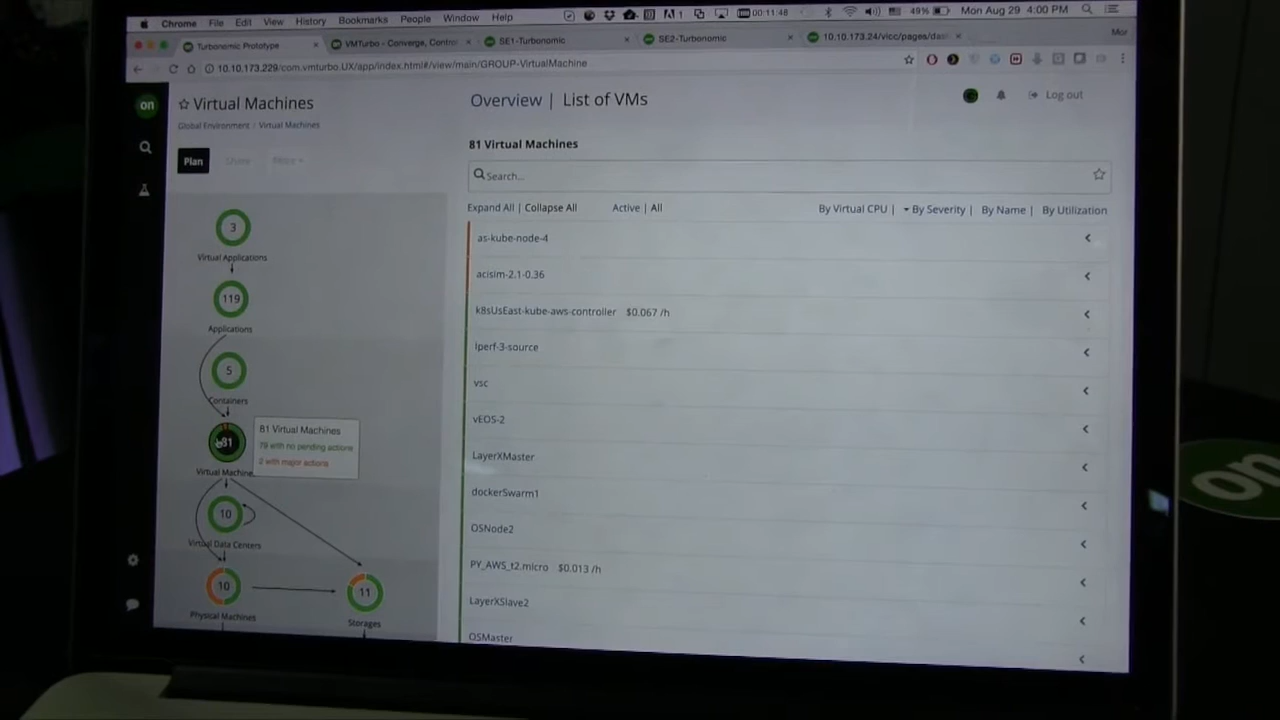 Chrome File Edit View History Bookmarks People Window Help
1 00:11:48 49% Mon Aug 29 4:00 PM
Turbonomic Prototype
VMTurbo - Converge, Contro
SE1-Turbonomic
SE2-Turbonomic
10.10.173.24/vicc/pages/das
Mor
10.10.173.229/com.vmturbo.UX/app/index.html#/view/main/GROUP-VirtualMachine
on
Virtual Machines
Global Environment / Virtual Machines
Plan Share
Overview | List of VMs
Log out
81 Virtual Machines
Search...
Expand All | Collapse All Active | All By Virtual CPU | By Severity | By Name | By Utilization
3
Virtual Applications
119
Applications
5
Containers
81
Virtual Machine
81 Virtual Machines
79 with no pending actions
2 with major actions
10
Virtual Data Centers
10
Physical Machines
11
Storages
as-kube-node-4
acisim-2.1-0.36
k8sUsEast-kube-aws-controller $0.067 /h
Iperf-3-source
vsc
vEOS-2
LayerXMaster
dockerSwarm1
OSNode2
PY_AWS_t2.micro $0.013 /h
LayerXSlave2
OSMaster
on